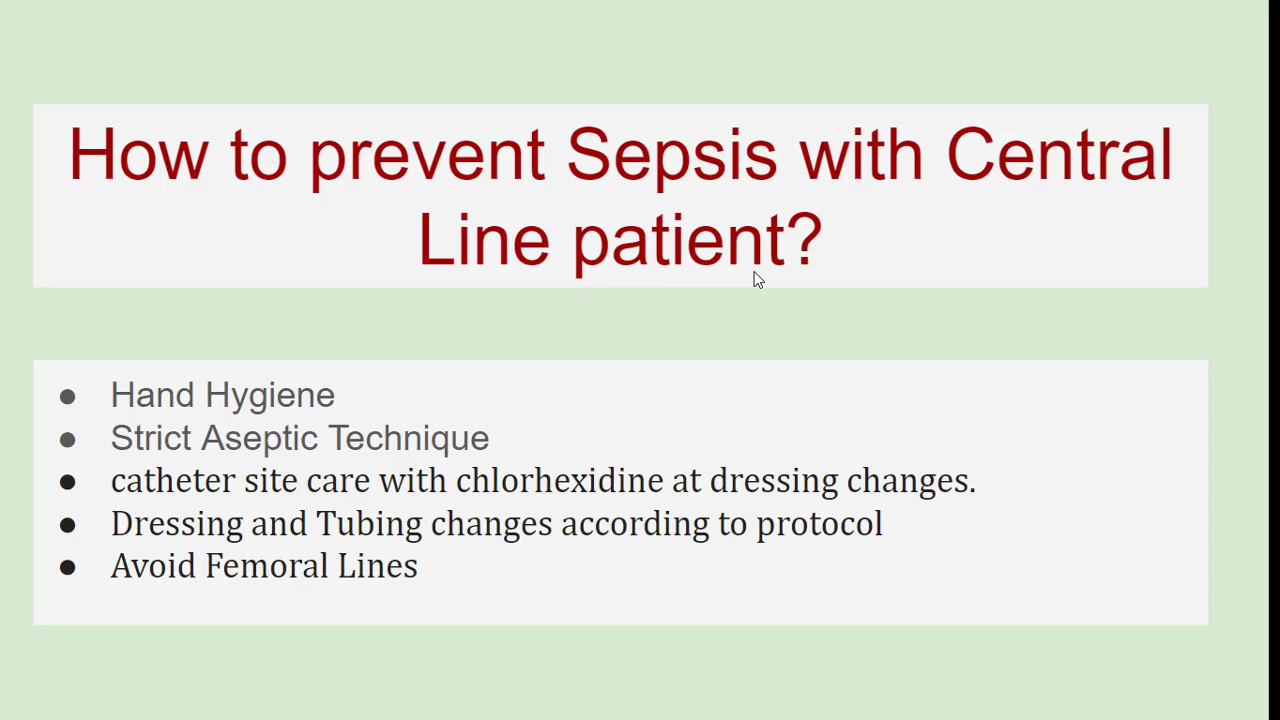 How to prevent Sepsis with Central
Line patient?
● Hand Hygiene
● Strict Aseptic Technique
● catheter site care with chlorhexidine at dressing changes.
● Dressing and Tubing changes according to protocol
● Avoid Femoral Lines